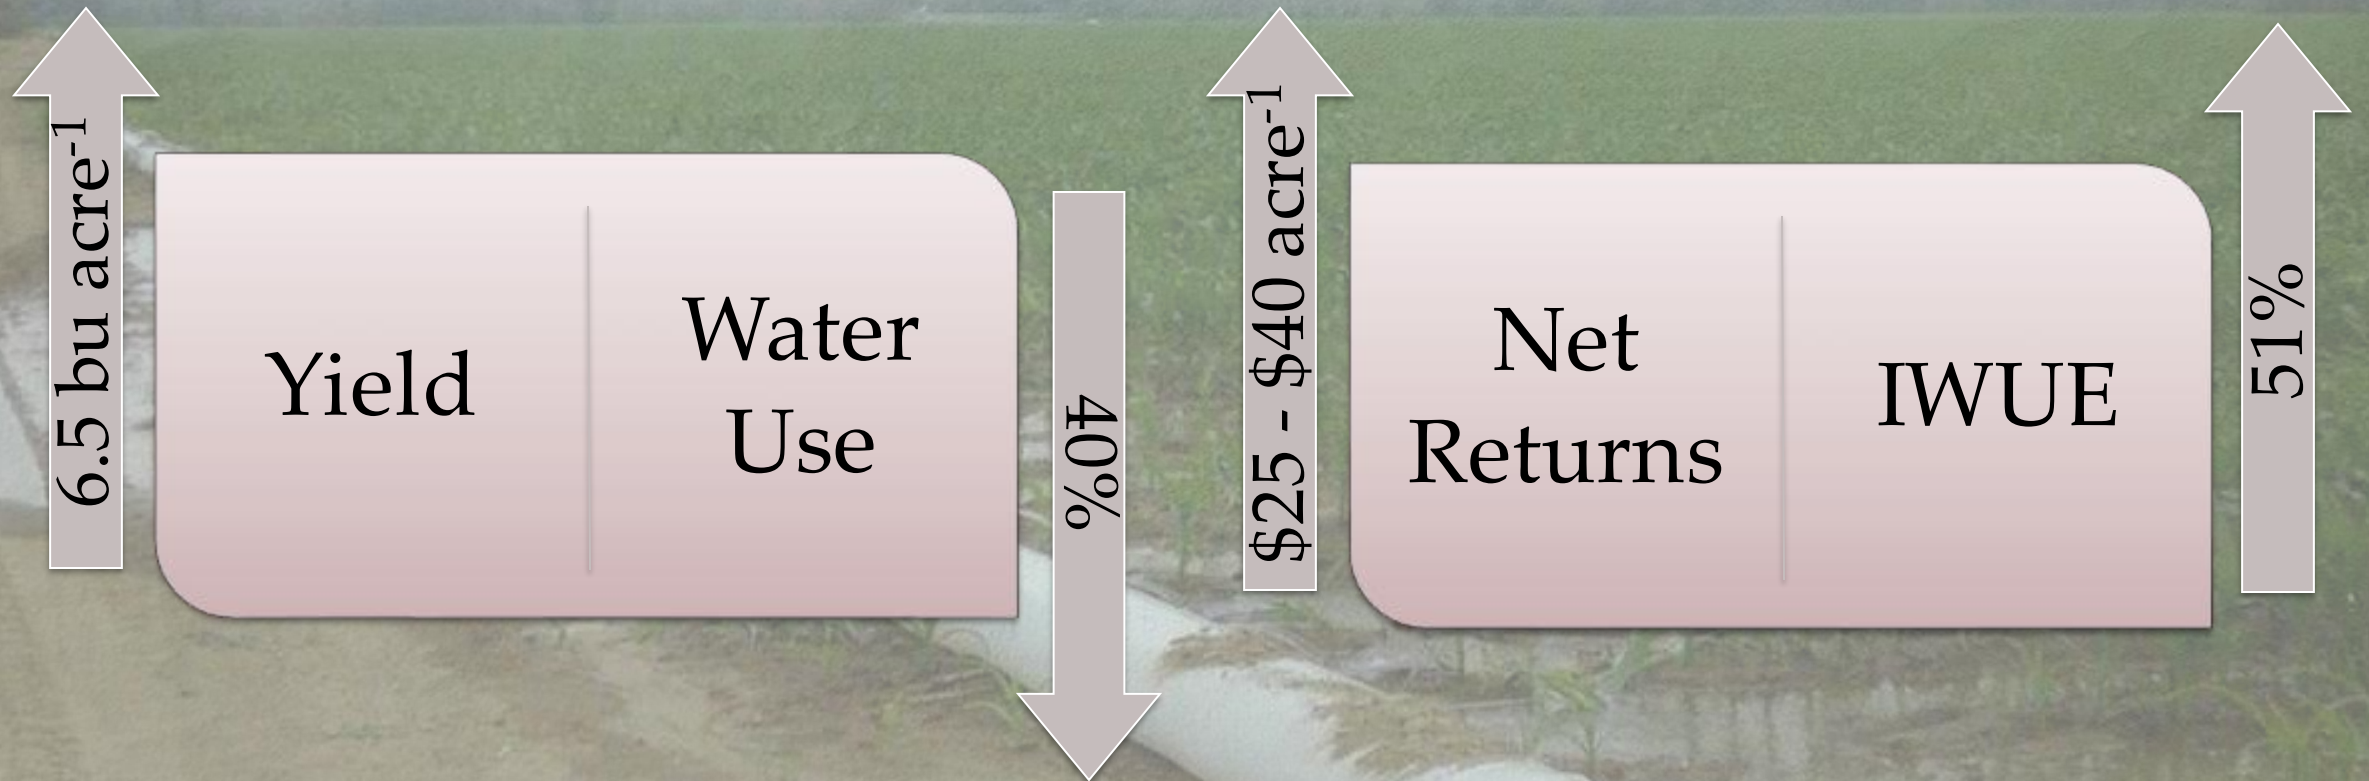 6.5 bu acre⁻¹
Yield
Water
Use
40%
$25 - $40 acre⁻¹
Net
Returns
IWUE
51%